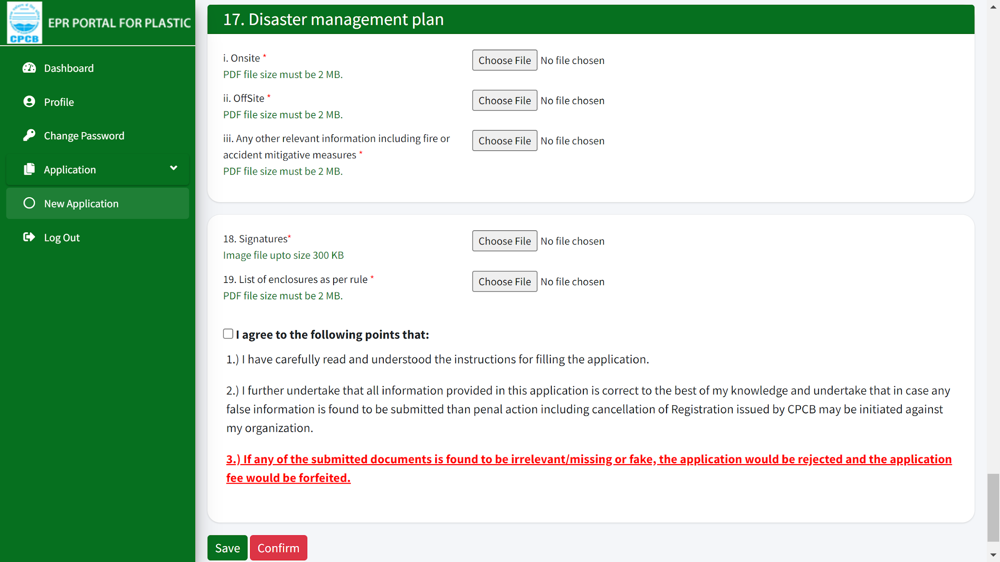 CPCB
EPR PORTAL FOR PLASTIC
Dashboard
Profile
Change Password
Application
New Application
Log Out
17. Disaster management plan
i. Onsite *
Choose File No file chosen
PDF file size must be 2 MB.
ii. OffSite *
Choose File No file chosen
PDF file size must be 2 MB.
iii. Any other relevant information including fire or
accident mitigative measures *
Choose File No file chosen
PDF file size must be 2 MB.
18. Signatures*
Choose File No file chosen
Image file upto size 300 KB
19. List of enclosures as per rule *
Choose File No file chosen
PDF file size must be 2 MB.
I agree to the following points that:
1.) I have carefully read and understood the instructions for filling the application.
2.) I further undertake that all information provided in this application is correct to the best of my knowledge and undertake that in case any
false information is found to be submitted than penal action including cancellation of Registration issued by CPCB may be initiated against
my organization.
3.) If any of the submitted documents is found to be irrelevant/missing or fake, the application would be rejected and the application
fee would be forfeited.
Save Confirm